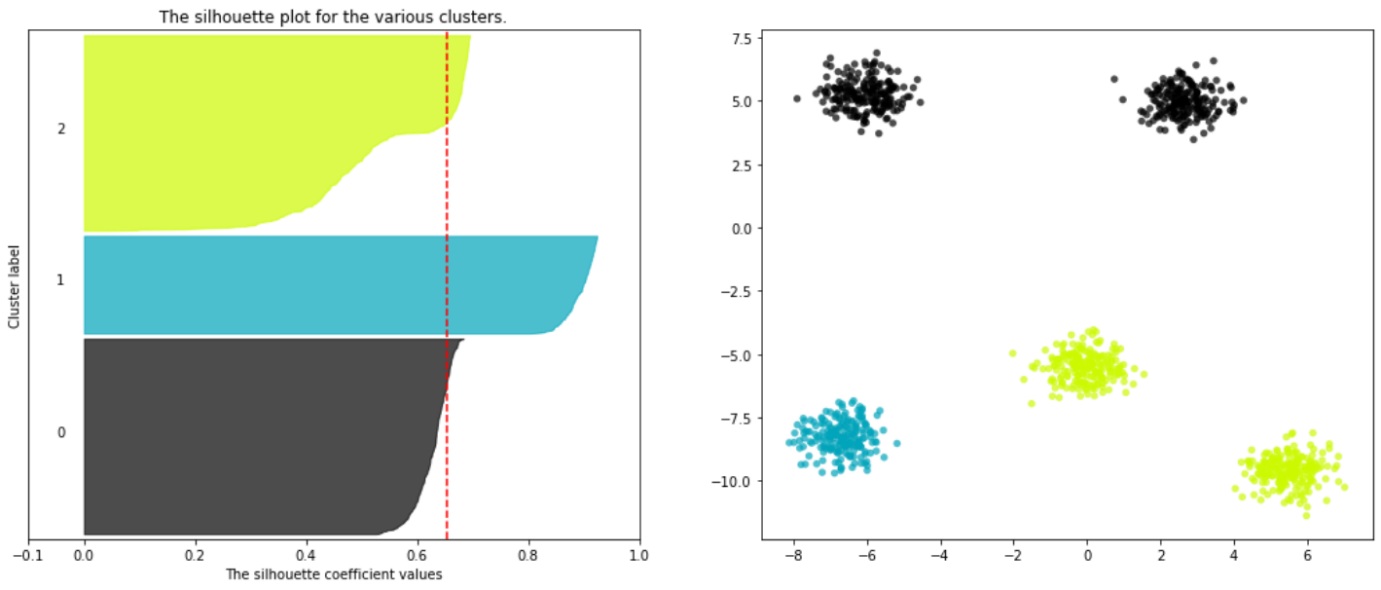 The silhouette plot for the various clusters.
Cluster label
2
1
0
−0.1 0.0 0.2 0.4 0.6 0.8 1.0
The silhouette coefficient values
7.5
5.0
2.5
0.0
−2.5
−5.0
−7.5
−10.0
−8 −6 −4 −2 0 2 4 6